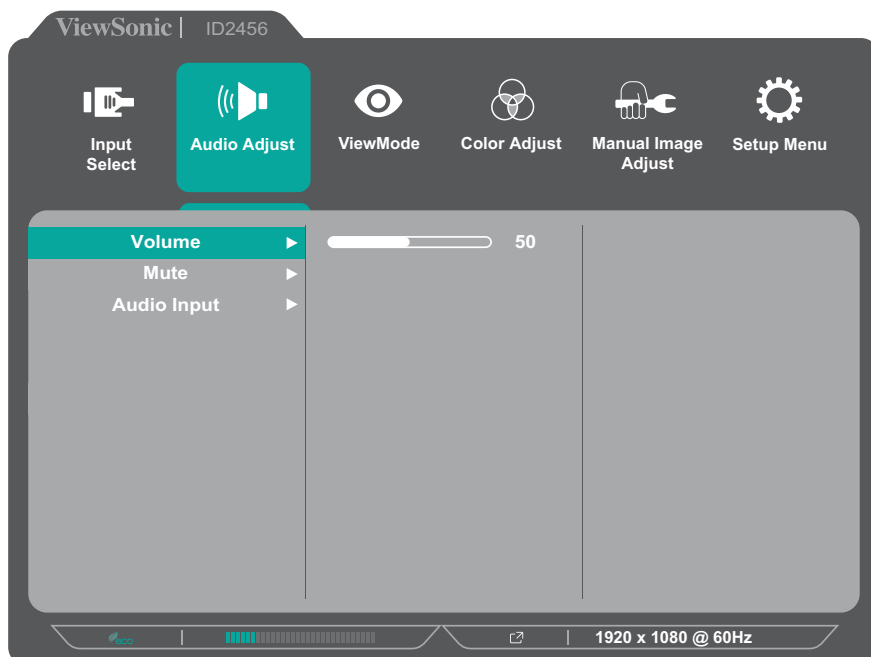 ViewSonic | ID2456
Input Select
Audio Adjust
ViewMode
Color Adjust
Manual Image Adjust
Setup Menu
Volume
50
Mute
Audio Input
eco
1920 x 1080 @ 60Hz